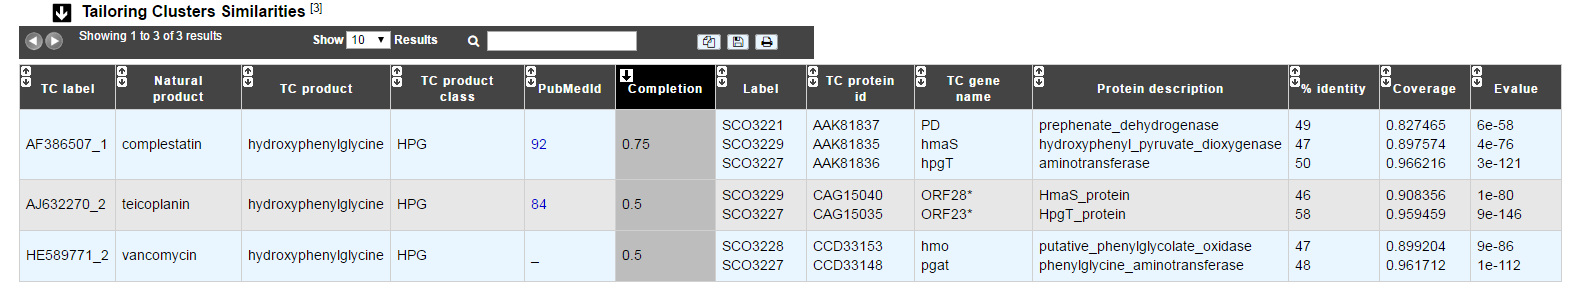 Tailoring Clusters Similarities [3]
Showing 1 to 3 of 3 results Show 10 Results
TC label Natural product TC product TC product class PubMedId Completion Label TC protein id TC gene name Protein description % identity Coverage Evalue
AF386507_1 complestatin hydroxyphenylglycine HPG 92 0.75
SCO3221 AAK81837 PD prephenate_dehydrogenase 49 0.827465 6e-58
SCO3229 AAK81835 hmaS hydroxyphenyl_pyruvate_dioxygenase 47 0.897574 4e-76
SCO3227 AAK81836 hpgT aminotransferase 50 0.966216 3e-121
AJ632270_2 teicoplanin hydroxyphenylglycine HPG 84 0.5
SCO3229 CAG15040 ORF28* HmaS_protein 46 0.908356 1e-80
SCO3227 CAG15035 ORF23* HpgT_protein 58 0.959459 9e-146
HE589771_2 vancomycin hydroxyphenylglycine HPG _ 0.5
SCO3228 CCD33153 hmo putative_phenylglycolate_oxidase 47 0.899204 9e-86
SCO3227 CCD33148 pgat phenylglycine_aminotransferase 48 0.961712 1e-112